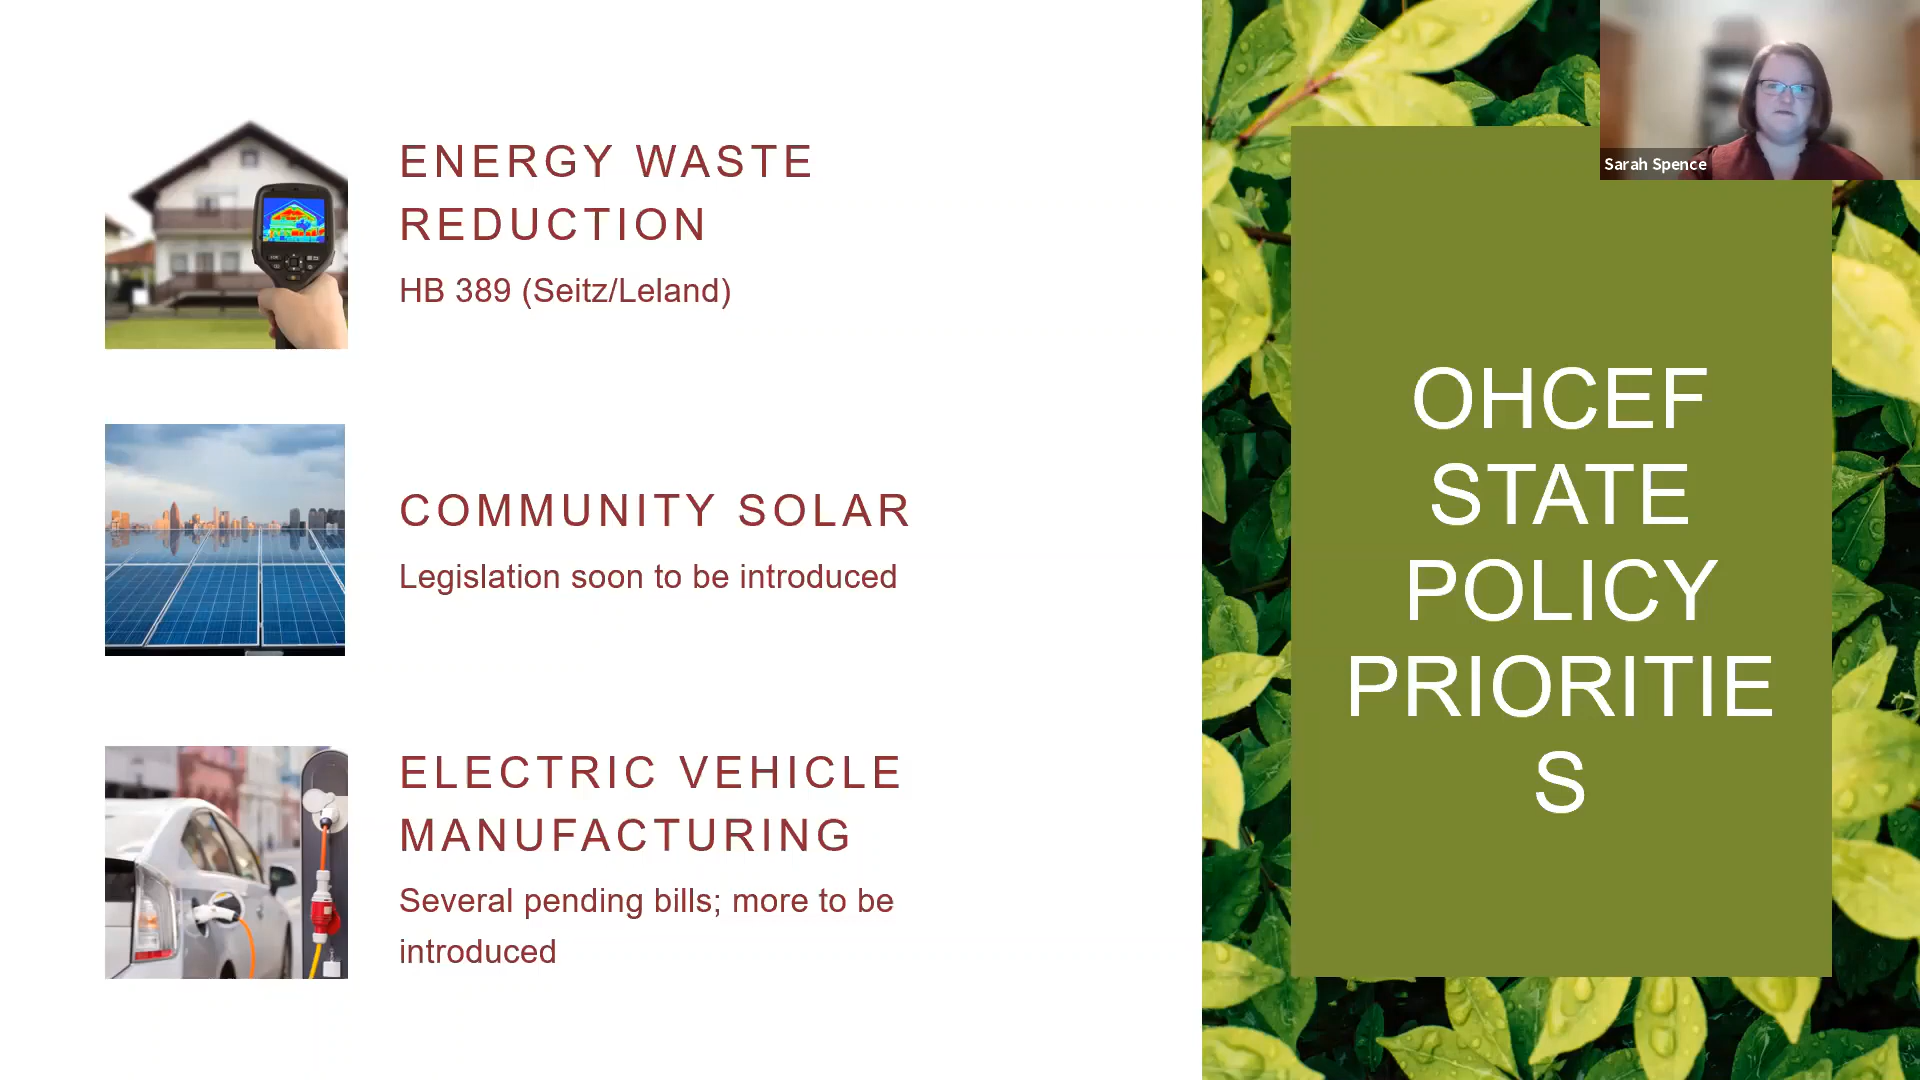 ENERGY WASTE
REDUCTION
HB 389 (Seitz/Leland)
COMMUNITY SOLAR
Legislation soon to be introduced
ELECTRIC VEHICLE
MANUFACTURING
Several pending bills; more to be
introduced
OHCEF
STATE
POLICY
PRIORITIE
S
Sarah Spence